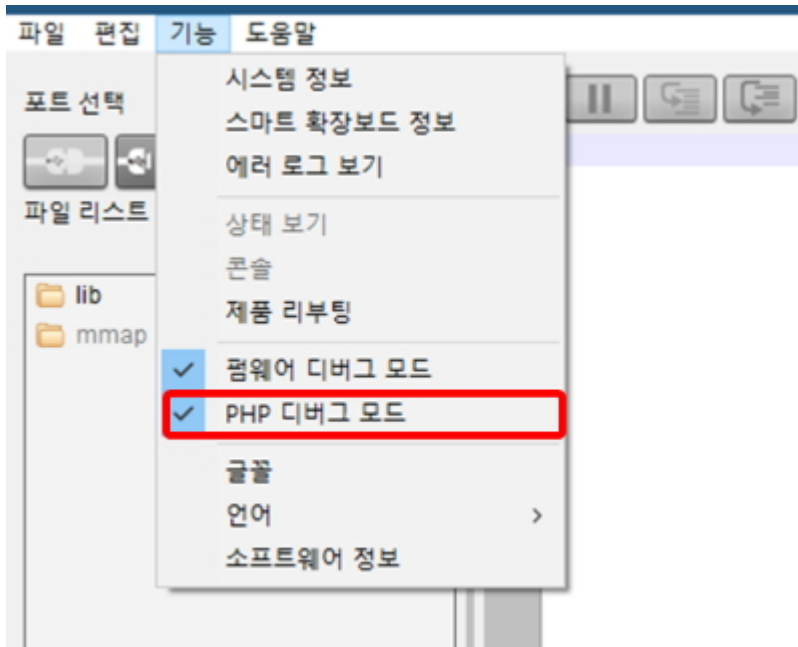 파일 편집 기능 도움말
포트 선택
파일 리스트
lib
mmap
시스템 정보
스마트 확장보드 정보
에러 로그 보기
상태 보기
콘솔
제품 리부팅
펌웨어 디버그 모드
PHP 디버그 모드
글꼴
언어
소프트웨어 정보